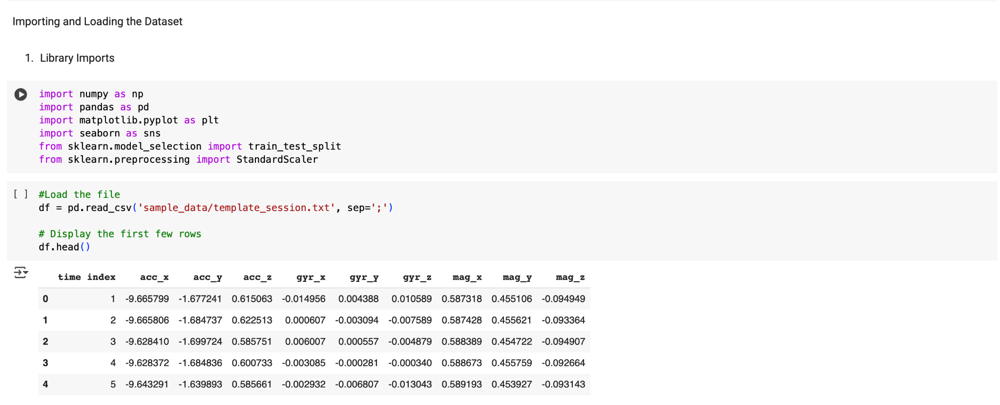 Importing and Loading the Dataset
1. Library Imports
import numpy as np
import pandas as pd
import matplotlib.pyplot as plt
import seaborn as sns
from sklearn.model_selection import train_test_split
from sklearn.preprocessing import StandardScaler
[ ] #Load the file
df = pd.read_csv('sample_data/template_session.txt', sep=';')
# Display the first few rows
df.head()
time index acc_x acc_y acc_z gyr_x gyr_y gyr_z mag_x mag_y mag_z
0 1 -9.665799 -1.677241 0.615063 -0.014956 0.004388 0.010589 0.587318 0.455106 -0.094949
1 2 -9.665806 -1.684737 0.622513 0.000607 -0.003094 -0.007589 0.587428 0.455621 -0.093364
2 3 -9.628410 -1.699724 0.585751 0.006007 0.000557 -0.004879 0.588389 0.454722 -0.094907
3 4 -9.628372 -1.684836 0.600733 -0.003085 -0.000281 -0.000340 0.588673 0.455759 -0.092664
4 5 -9.643291 -1.639893 0.585661 -0.002932 -0.006807 -0.013043 0.589193 0.453927 -0.093143